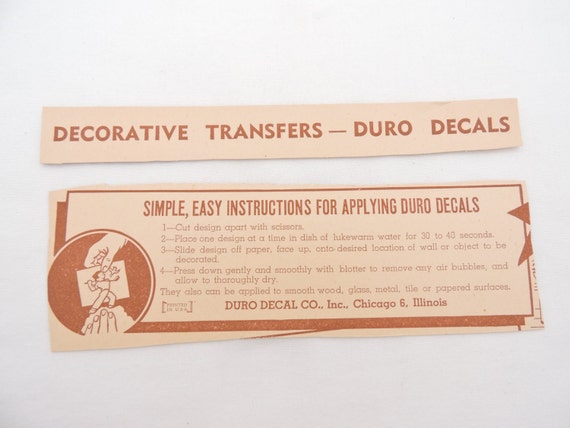 DECORATIVE TRANSFERS — DURO DECALS
SIMPLE, EASY INSTRUCTIONS FOR APPLYING DURO DECALS
1—Cut design apart with scissors.
2—Place one design at a time in dish of lukewarm water for 30 to 40 seconds.
3—Slide design off paper, face up, onto desired location of wall or object to be
decorated.
4—Press down gently and smoothly with blotter to remove any air bubbles, and
allow to thoroughly dry.
They also can be applied to smooth wood, glass, metal, tile or papered surfaces.
[PRINTED IN U.S.A.] DURO DECAL CO., Inc., Chicago 6, Illinois